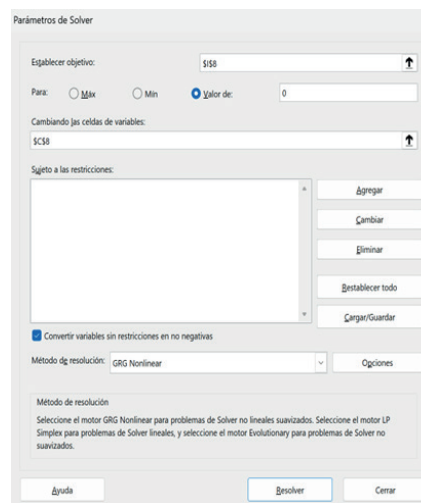 Parámetros de Solver
Establecer objetivo: $I$8
Para: Máx Mín Valor de: 0
Cambiando las celdas de variables:
$C$8
Sujeto a las restricciones:
Agregar
Cambiar
Eliminar
Restablecer todo
Cargar/Guardar
Convertir variables sin restricciones en no negativas
Método de resolución: GRG Nonlinear Opciones
Método de resolución
Seleccione el motor GRG Nonlinear para problemas de Solver no lineales suavizados. Seleccione el motor LP
Simplex para problemas de Solver lineales, y seleccione el motor Evolutionary para problemas de Solver no
suavizados.
Ayuda Resolver Cerrar